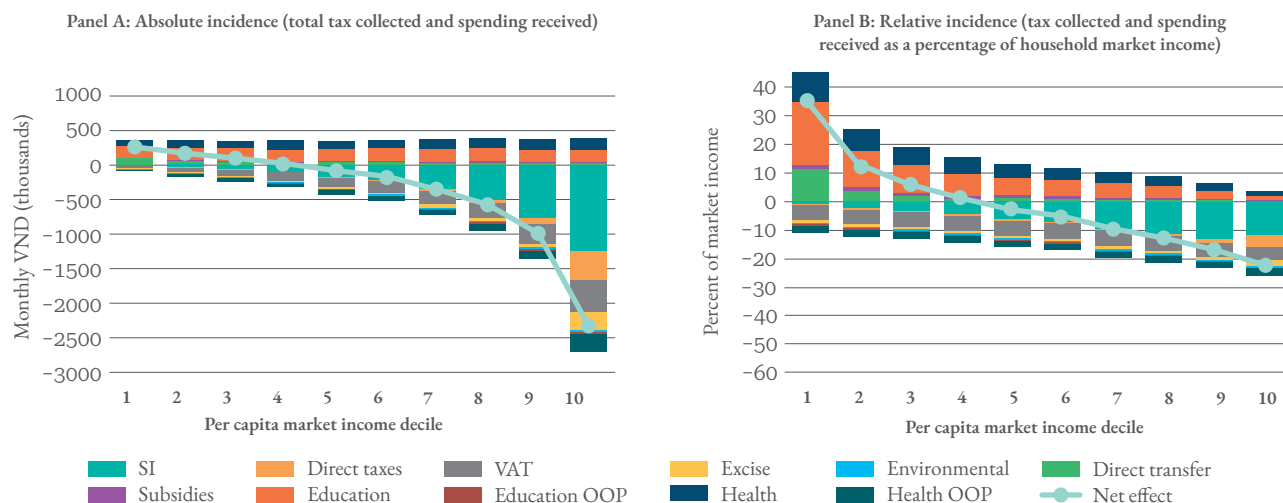 Panel A: Absolute incidence (total tax collected and spending received)
Monthly VND (thousands)
1000
500
0
−500
−1000
−1500
−2000
−2500
−3000
1 2 3 4 5 6 7 8 9 10
Per capita market income decile
Panel B: Relative incidence (tax collected and spending
received as a percentage of household market income)
Percent of market income
40
30
20
10
0
−10
−20
−30
−40
−50
−60
1 2 3 4 5 6 7 8 9 10
Per capita market income decile
SI Direct taxes VAT Excise Environmental Direct transfer
Subsidies Education Education OOP Health Health OOP Net effect